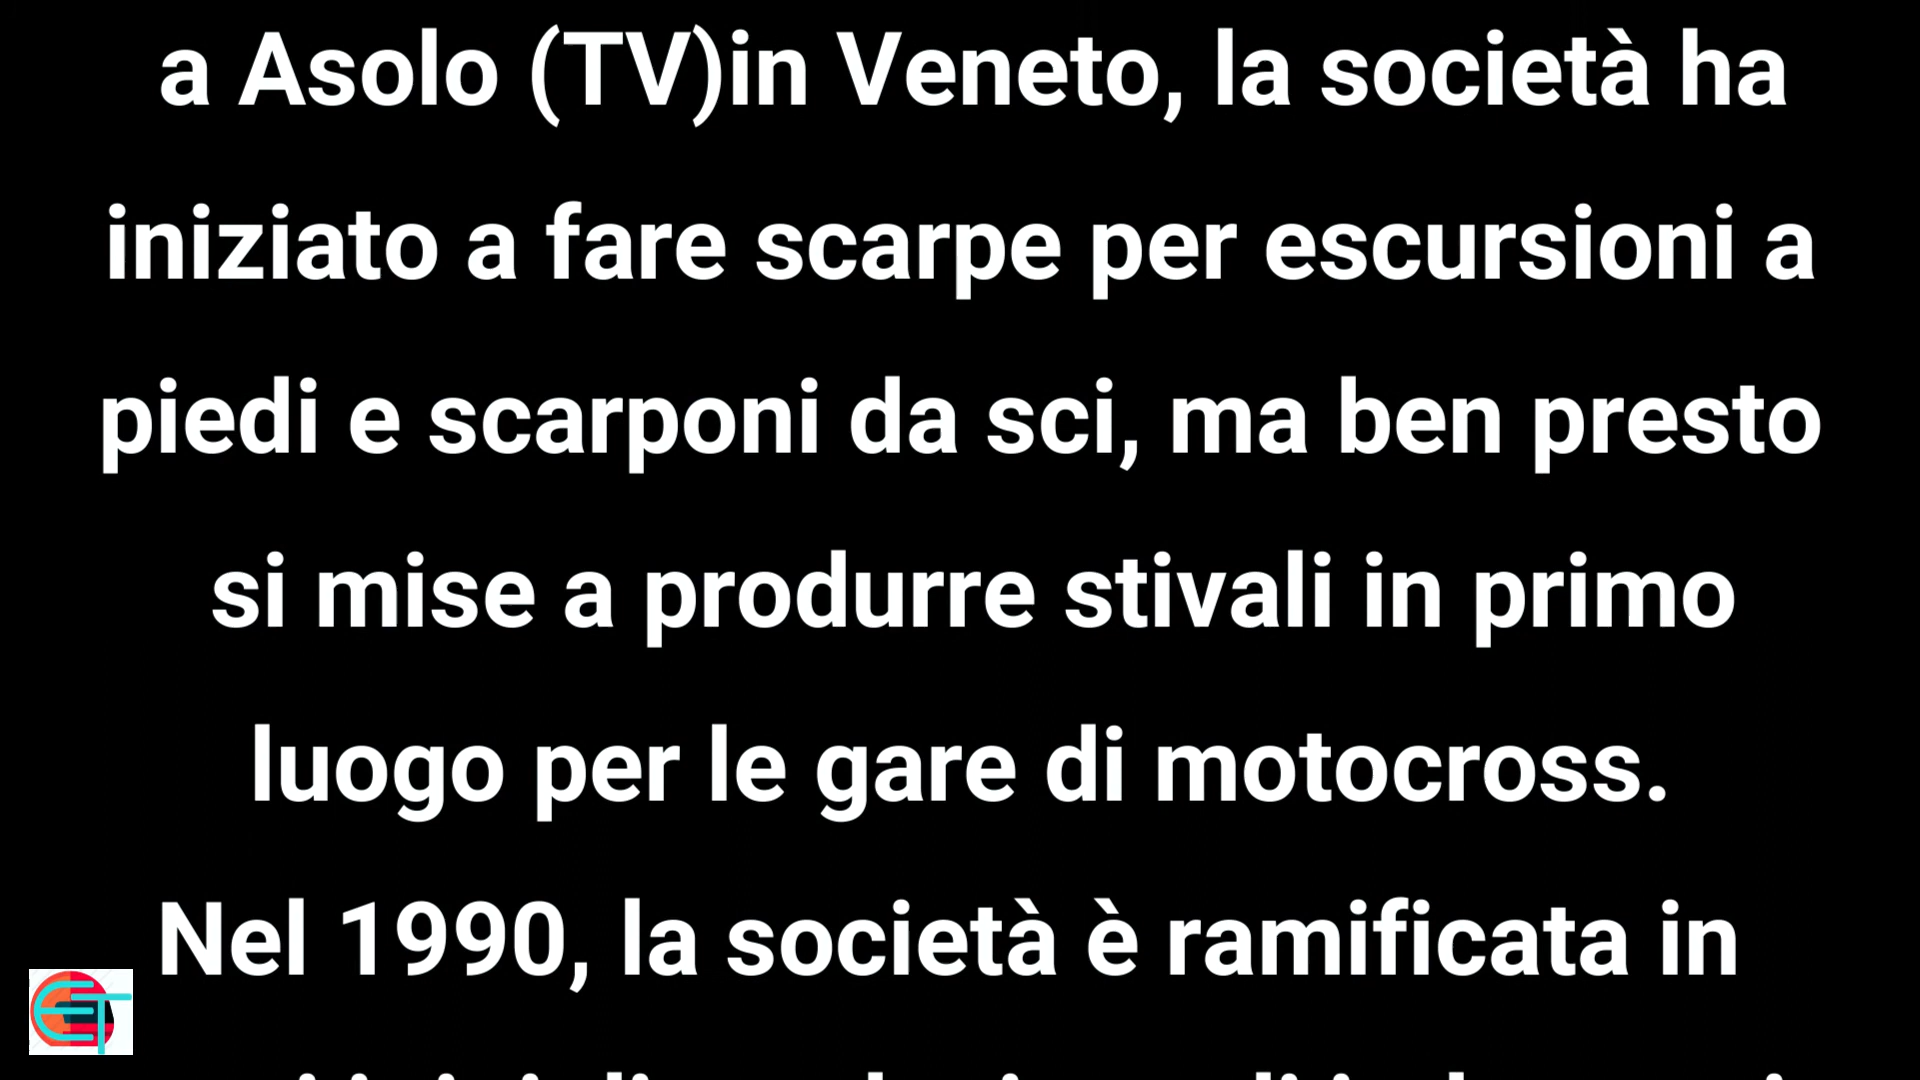 a Asolo (TV)in Veneto, la società ha
iniziato a fare scarpe per escursioni a
piedi e scarponi da sci, ma ben presto
si mise a produrre stivali in primo
luogo per le gare di motocross.
Nel 1990, la società è ramificata in
ET